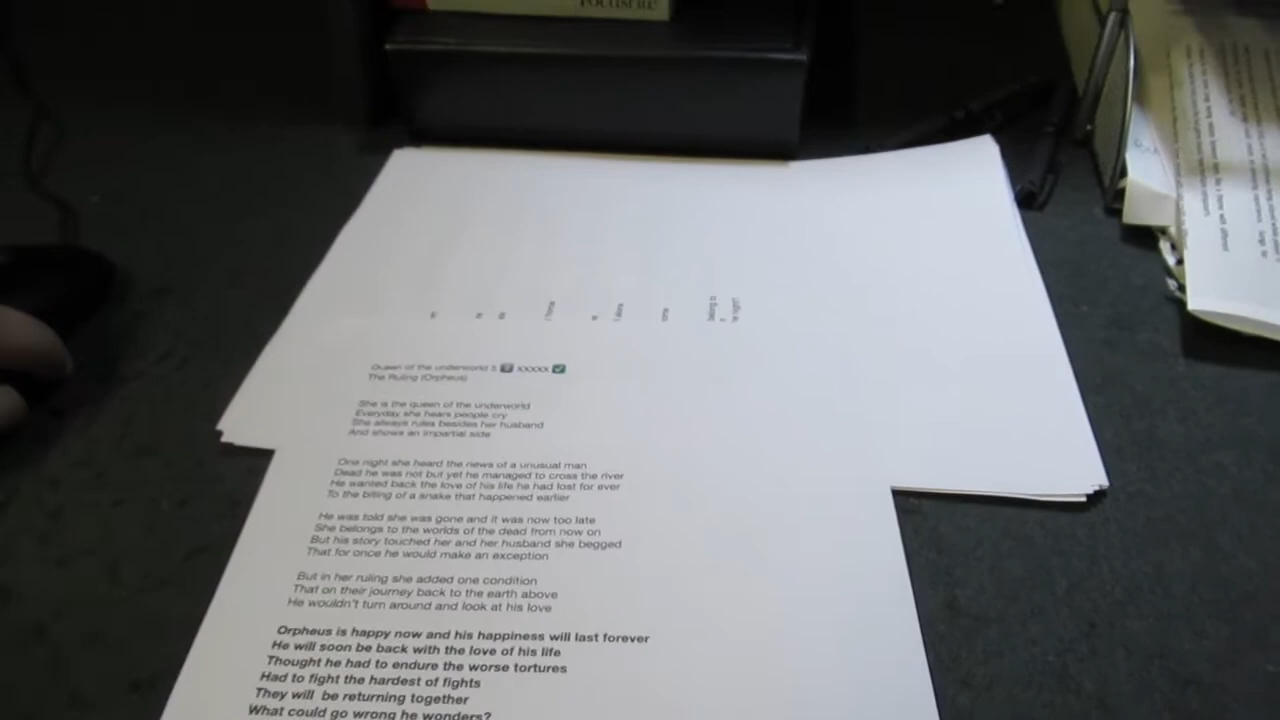 Focusrite
Queen of the underworld 5 xxxxx ✅
The Ruling (Orpheus)
She is the queen of the underworld
Everyday she hears people cry
She always rules besides her husband
And shows an impartial side
One night she heard the news of a unusual man
Dead he was not but yet he managed to cross the river
He wanted back the love of his life he had lost for ever
To the biting of a snake that happened earlier
He was told she was gone and it was now too late
She belongs to the worlds of the dead from now on
But his story touched her and her husband she begged
That for once he would make an exception
But in her ruling she added one condition
That on their journey back to the earth above
He wouldn't turn around and look at his love
Orpheus is happy now and his happiness will last forever
He will soon be back with the love of his life
Thought he had to endure the worse tortures
Had to fight the hardest of fights
They will be returning together
What could go wrong he wonders?